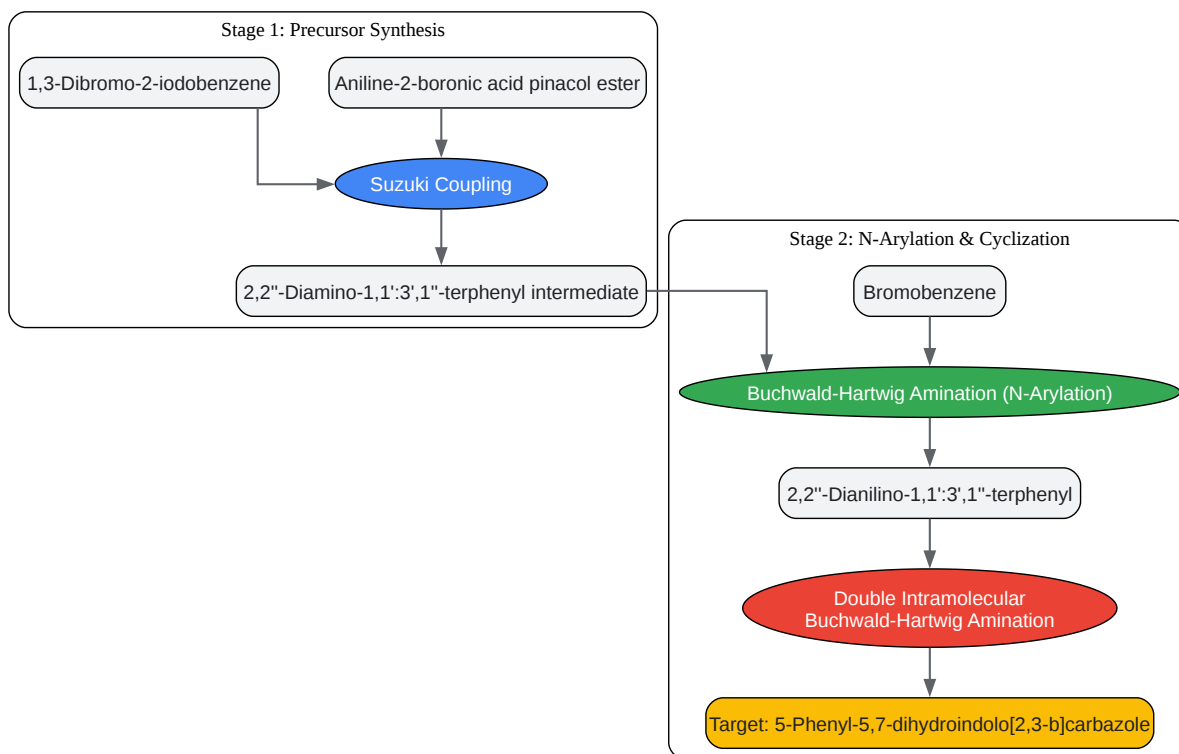 Stage 1: Precursor Synthesis
1,3-Dibromo-2-iodobenzene
Aniline-2-boronic acid pinacol ester
Suzuki Coupling
2,2''-Diamino-1,1':3',1''-terphenyl intermediate
Stage 2: N-Arylation & Cyclization
Bromobenzene
Buchwald-Hartwig Amination (N-Arylation)
2,2''-Dianilino-1,1':3',1''-terphenyl
Double Intramolecular
Buchwald-Hartwig Amination
Target: 5-Phenyl-5,7-dihydroindolo[2,3-b]carbazole